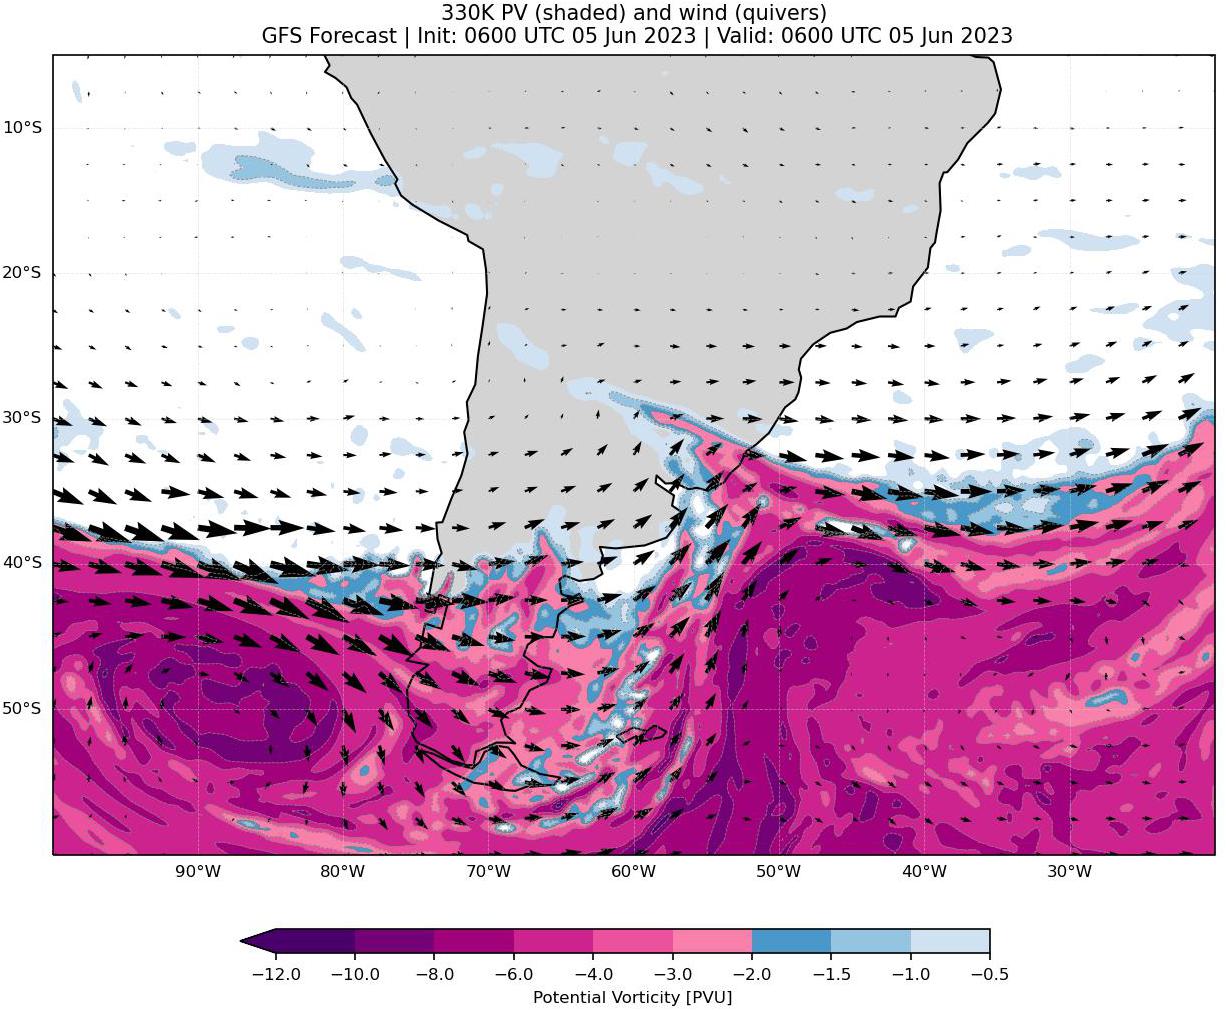 330K PV (shaded) and wind (quivers)
GFS Forecast | Init: 0600 UTC 05 Jun 2023 | Valid: 0600 UTC 05 Jun 2023
10°S
20°S
30°S
40°S
50°S
90°W 80°W 70°W 60°W 50°W 40°W 30°W
−12.0 −10.0 −8.0 −6.0 −4.0 −3.0 −2.0 −1.5 −1.0 −0.5
Potential Vorticity [PVU]